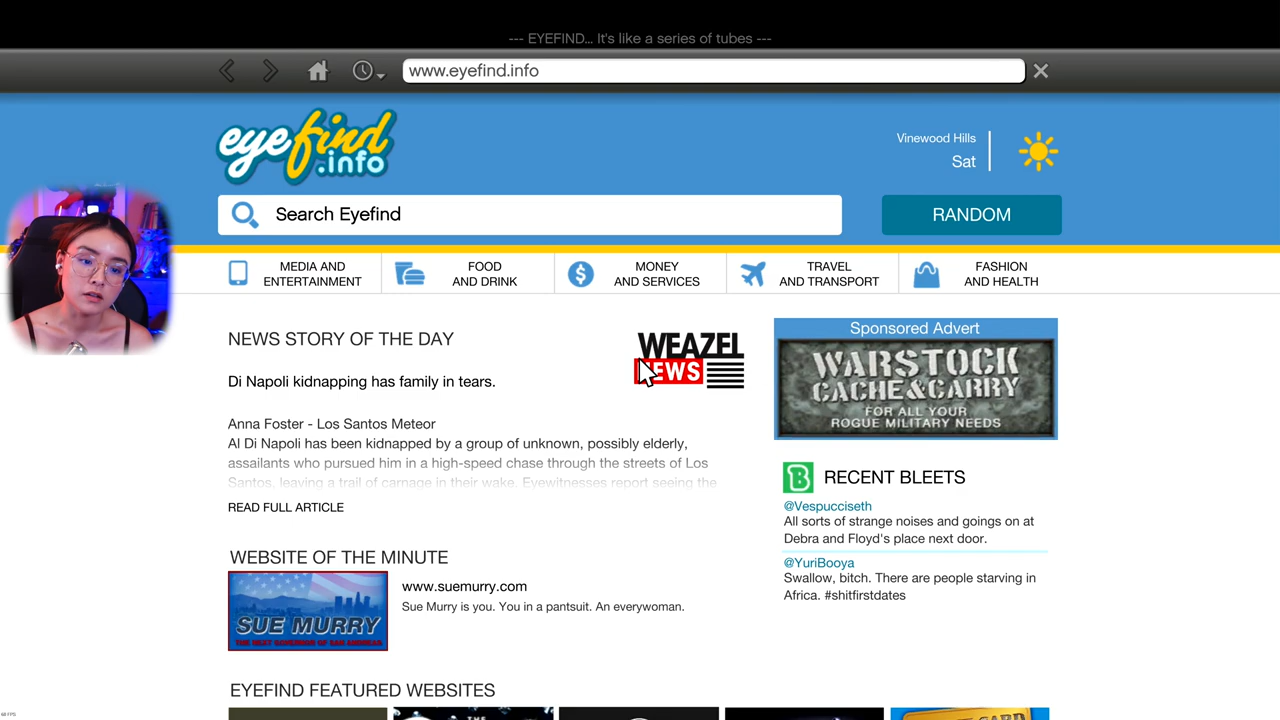 --- EYEFIND... It's like a series of tubes ---
www.eyefind.info
eyefind
.info
Vinewood Hills
Sat
Search Eyefind
RANDOM
MEDIA AND
ENTERTAINMENT
FOOD
AND DRINK
MONEY
AND SERVICES
TRAVEL
AND TRANSPORT
FASHION
AND HEALTH
NEWS STORY OF THE DAY
WEAZEL
NEWS
Di Napoli kidnapping has family in tears.
Anna Foster - Los Santos Meteor
Al Di Napoli has been kidnapped by a group of unknown, possibly elderly,
assailants who pursued him in a high-speed chase through the streets of Los
Santos, leaving a trail of carnage in their wake. Eyewitnesses report seeing the
READ FULL ARTICLE
Sponsored Advert
WARSTOCK
CACHE & CARRY
FOR ALL YOUR
ROGUE MILITARY NEEDS
RECENT BLEETS
@Vespucciseth
All sorts of strange noises and goings on at
Debra and Floyd's place next door.
@YuriBooya
Swallow, bitch. There are people starving in
Africa. #shitfirstdates
WEBSITE OF THE MINUTE
SUE MURRY
THE NEXT GOVERNOR OF SAN ANDREAS
www.suemurry.com
Sue Murry is you. You in a pantsuit. An everywoman.
EYEFIND FEATURED WEBSITES
THE